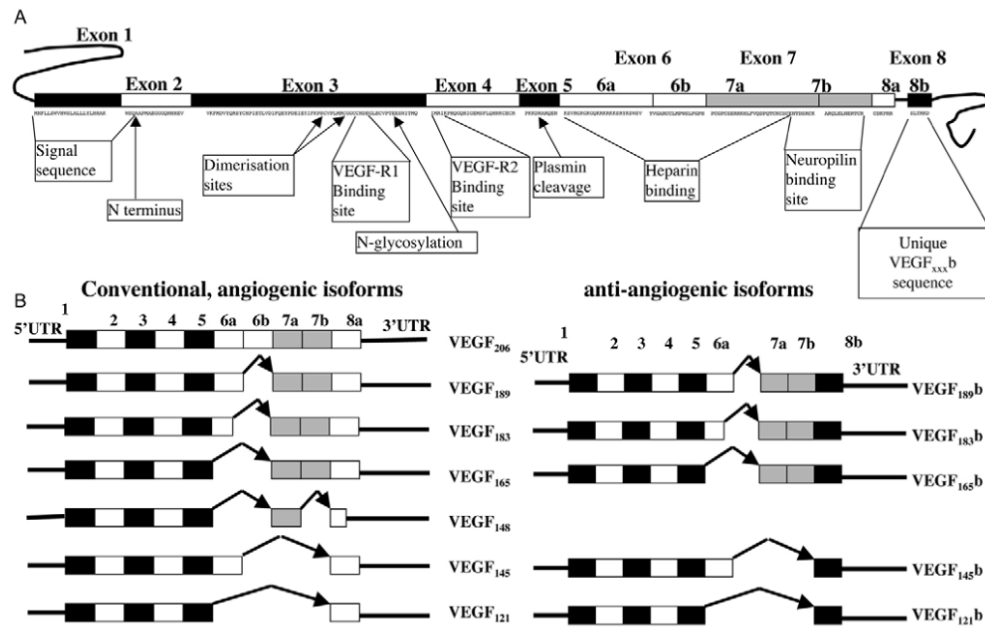 A
Exon 1
Exon 2
Exon 3
Exon 4
Exon 5
Exon 6
6a
6b
Exon 7
7a
7b
Exon 8
8a
8b
Signal
sequence
N terminus
Dimerisation
sites
VEGF-R1
Binding
site
N-glycosylation
VEGF-R2
Binding
site
Plasmin
cleavage
Heparin
binding
Neuropilin
binding
site
Unique
VEGFxxxb
sequence
B
Conventional, angiogenic isoforms
1
5'UTR
2 3 4 5 6a 6b 7a 7b 8a
3'UTR
VEGF206
VEGF189
VEGF183
VEGF165
VEGF148
VEGF145
VEGF121
anti-angiogenic isoforms
1
5'UTR
2 3 4 5 6a 7a 7b 8b
3'UTR
VEGF189b
VEGF183b
VEGF165b
VEGF145b
VEGF121b